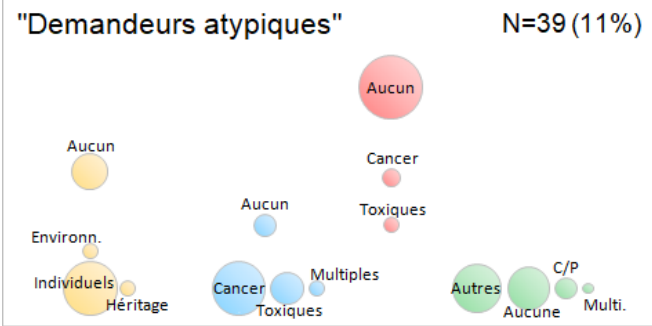 "Demandeurs atypiques" N=39 (11%)
Aucun
Aucun
Cancer
Aucun
Toxiques
Environn.
Individuels
Héritage
Cancer
Toxiques
Multiples
Autres
Aucune
C/P
Multi.